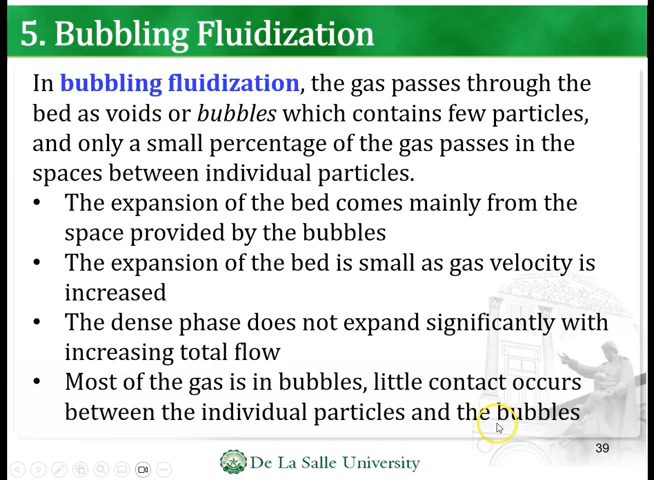 5. Bubbling Fluidization
In bubbling fluidization, the gas passes through the
bed as voids or bubbles which contains few particles,
and only a small percentage of the gas passes in the
spaces between individual particles.
• The expansion of the bed comes mainly from the
space provided by the bubbles
• The expansion of the bed is small as gas velocity is
increased
• The dense phase does not expand significantly with
increasing total flow
• Most of the gas is in bubbles, little contact occurs
between the individual particles and the bubbles
39
De La Salle University